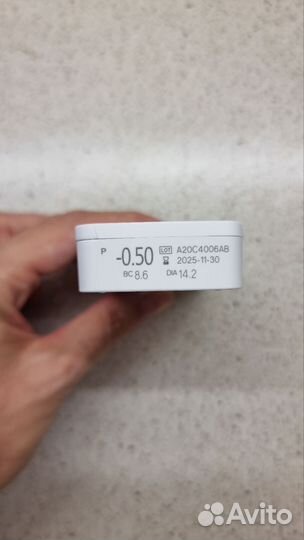 P -0.50 LOT A20C4006AB
2025-11-30
BC 8.6 DIA 14.2
Avito